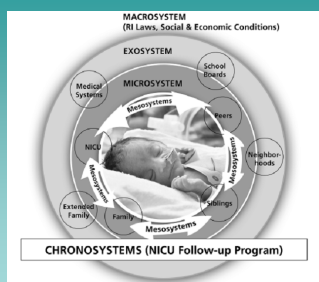 MACROSYSTEM
(RI Laws, Social & Economic Conditions)
EXOSYSTEM
School
Boards
MICROSYSTEM
Medical
Systems
Mesosystems
Peers
NICU
Mesosystems
Neighbor-
hoods
Mesosystems
Extended
Family
Family
Siblings
Mesosystems
CHRONOSYSTEMS (NICU Follow-up Program)